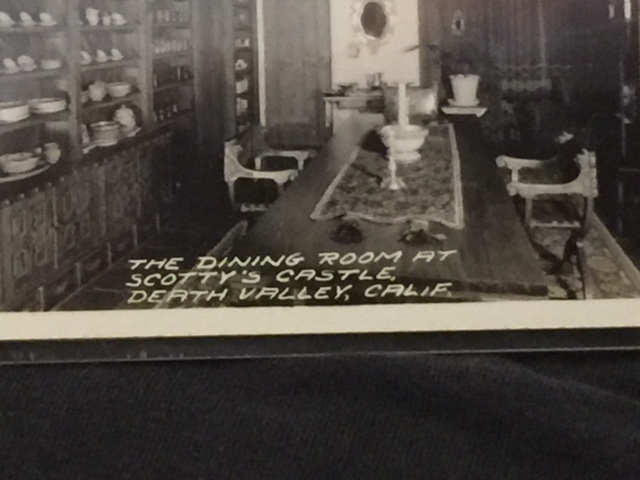 THE DINING ROOM AT
SCOTTY'S CASTLE,
DEATH VALLEY, CALIF.